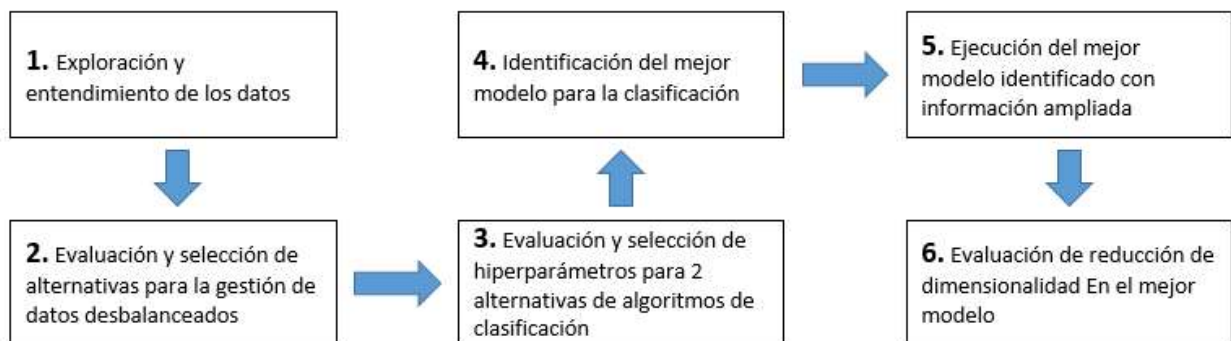 1. Exploración y
entendimiento de los datos
2. Evaluación y selección de
alternativas para la gestión de
datos desbalanceados
3. Evaluación y selección de
hiperparámetros para 2
alternativas de algoritmos de
clasificación
4. Identificación del mejor
modelo para la clasificación
5. Ejecución del mejor
modelo identificado con
información ampliada
6. Evaluación de reducción de
dimensionalidad En el mejor
modelo